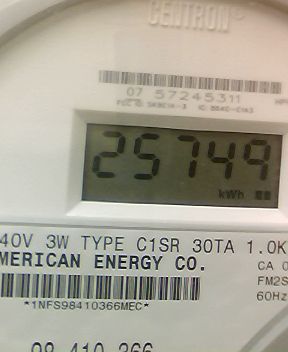 CENTRON®
07 57245311
25749
kWh
40V 3W TYPE C1SR 30TA 1.0K
MERICAN ENERGY CO.
CA 0
FM2S
60Hz
*1NFS98410366MEC*
98 410 366